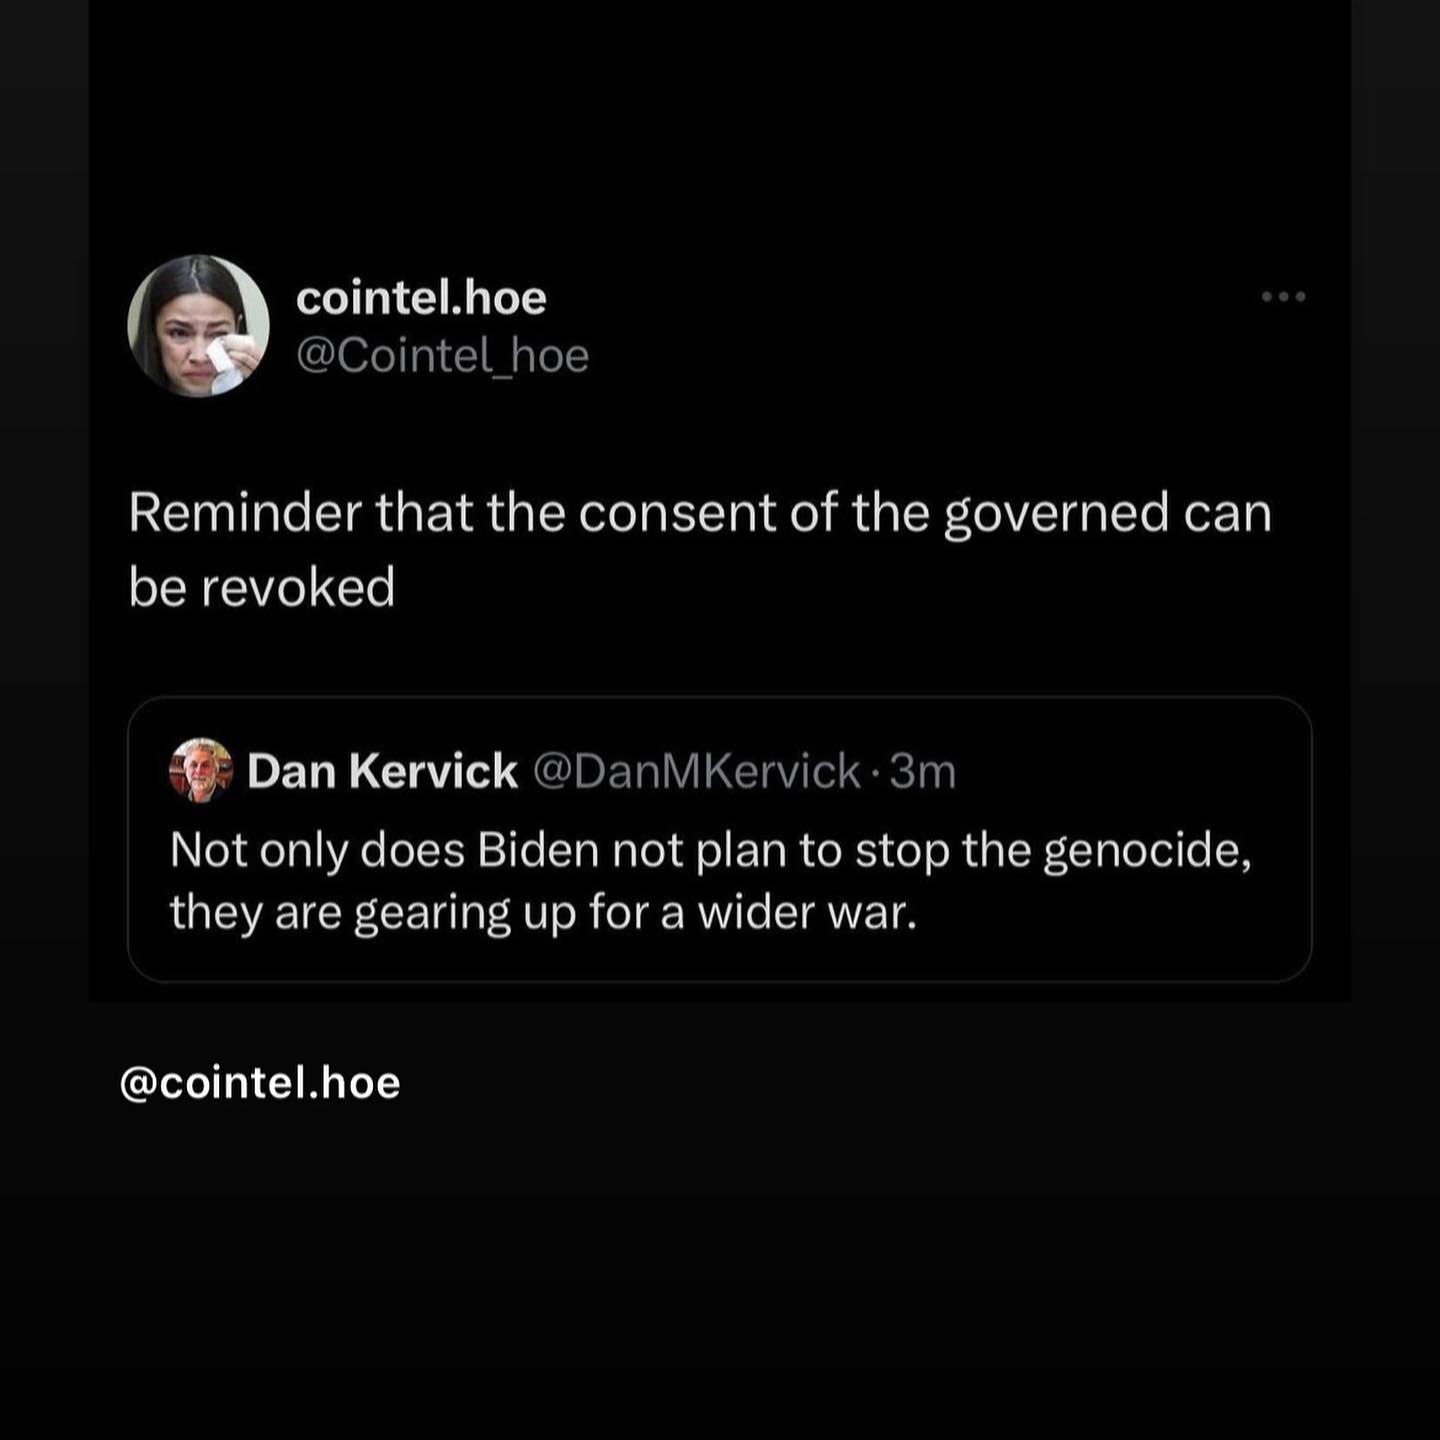 cointel.hoe
@Cointel_hoe
Reminder that the consent of the governed can
be revoked
Dan Kervick @DanMKervick · 3m
Not only does Biden not plan to stop the genocide,
they are gearing up for a wider war.
@cointel.hoe